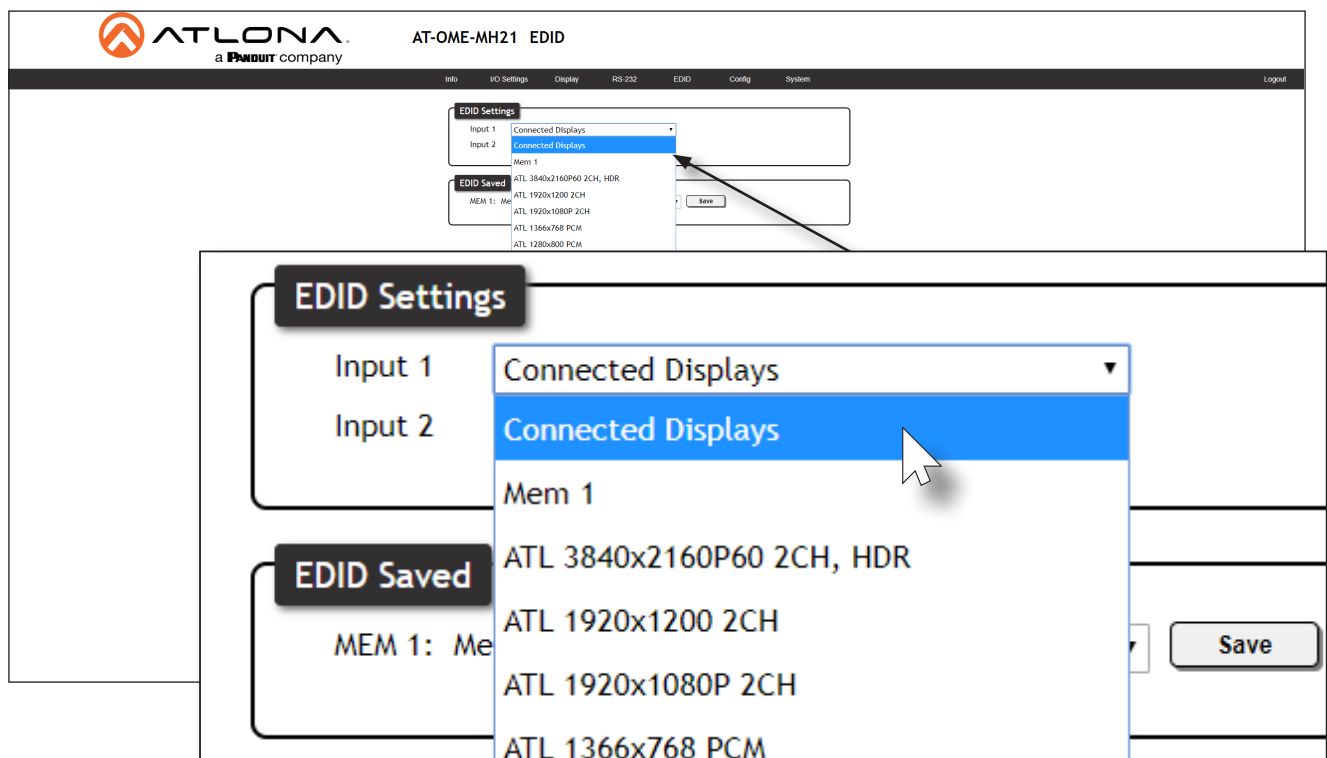 ATLONA.
a PANDUIT company
AT-OME-MH21 EDID
Info I/O Settings Display RS-232 EDID Config System Logout
EDID Settings
Input 1 Connected Displays
Input 2 Connected Displays
Mem 1
ATL 3840x2160P60 2CH, HDR
EDID Saved
ATL 1920x1200 2CH
MEM 1: Me Save
ATL 1920x1080P 2CH
ATL 1366x768 PCM
ATL 1280x800 PCM
EDID Settings
Input 1 Connected Displays
Input 2 Connected Displays
Mem 1
ATL 3840x2160P60 2CH, HDR
EDID Saved
ATL 1920x1200 2CH
MEM 1: Me Save
ATL 1920x1080P 2CH
ATL 1366x768 PCM